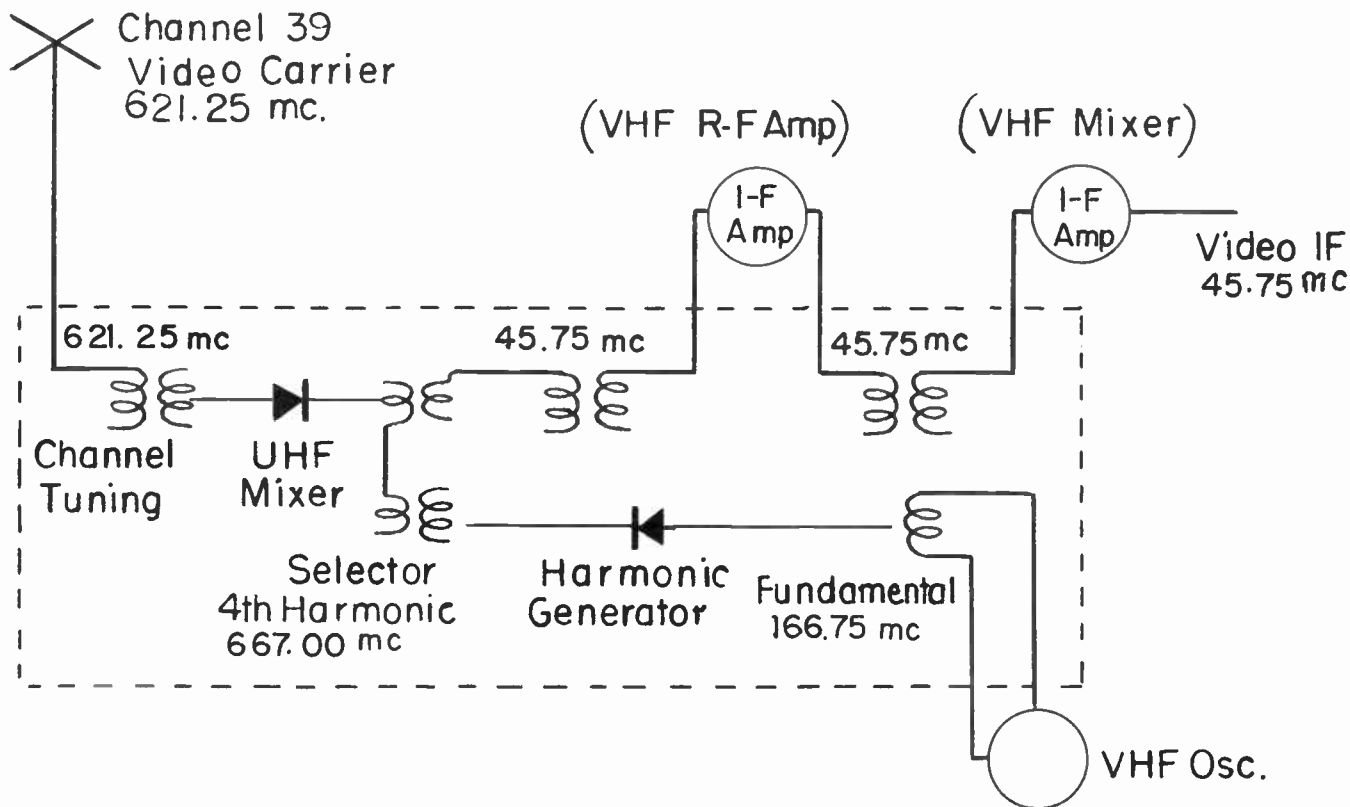 Channel 39
Video Carrier
621.25 mc.
(VHF R-F Amp)
(VHF Mixer)
I-F
Amp
I-F
Amp
Video IF
45.75 mc
621.25 mc
45.75 mc
45.75 mc
Channel
Tuning
UHF
Mixer
Selector
4th Harmonic
667.00 mc
Harmonic
Generator
Fundamental
166.75 mc
VHF Osc.